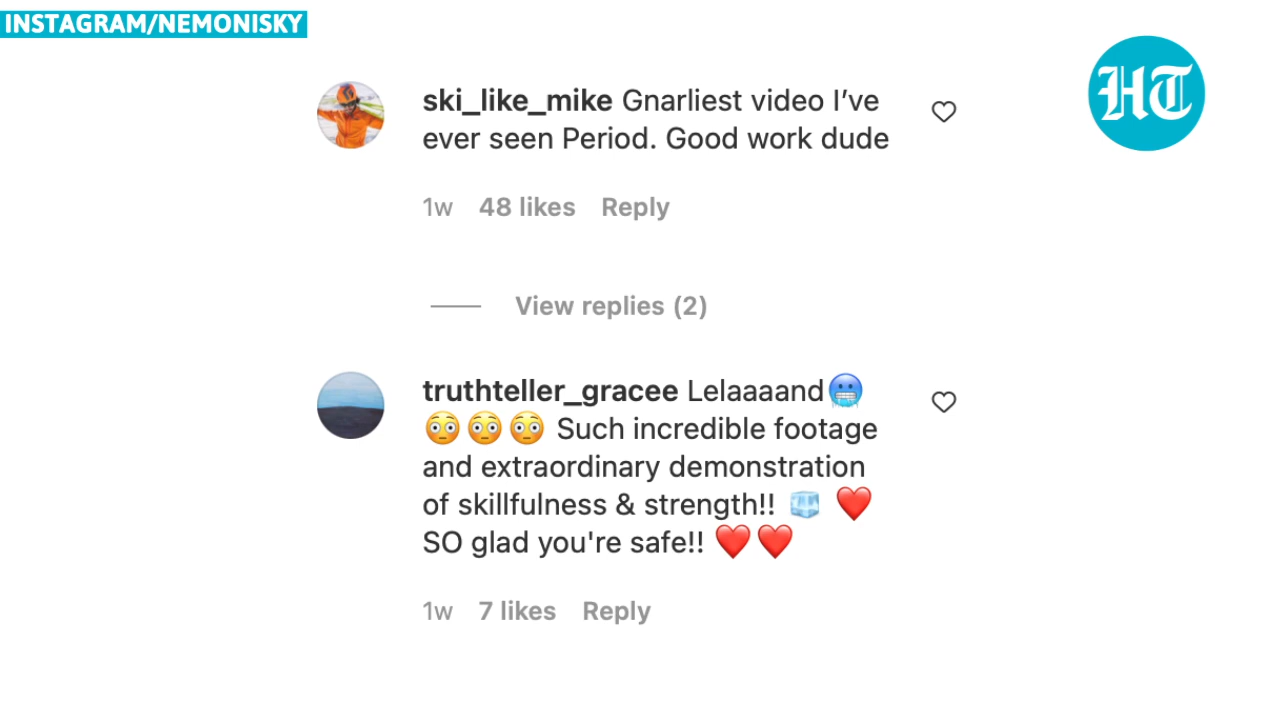 INSTAGRAM/NEMONISKY
HT
ski_like_mike Gnarliest video I’ve
ever seen Period. Good work dude
1w 48 likes Reply
View replies (2)
truthteller_gracee Lelaaaand🥶
😳😳😳 Such incredible footage
and extraordinary demonstration
of skillfulness & strength!! 🧊 ❤️
SO glad you're safe!! ❤️❤️
1w 7 likes Reply